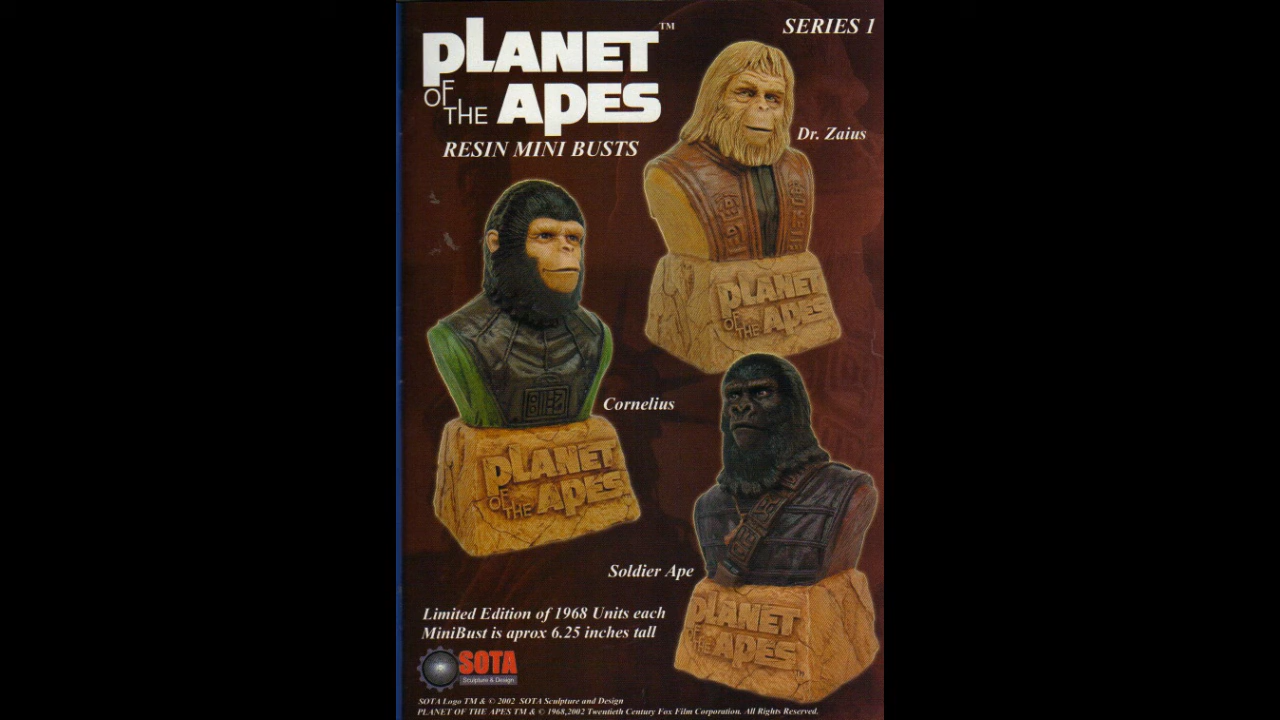 PLANET™
OF THE APES
RESIN MINI BUSTS
SERIES 1
Dr. Zaius
PLANET
OF THE APES
Cornelius
PLANET
OF THE APES
Soldier Ape
PLANET
OF THE APES
Limited Edition of 1968 Units each
MiniBust is aprox 6.25 inches tall
SOTA
Sculpture & Design
SOTA Logo TM & © 2002 SOTA Sculpture and Design
PLANET OF THE APES TM & © 1968,2002 Twentieth Century Fox Film Corporation. All Rights Reserved.